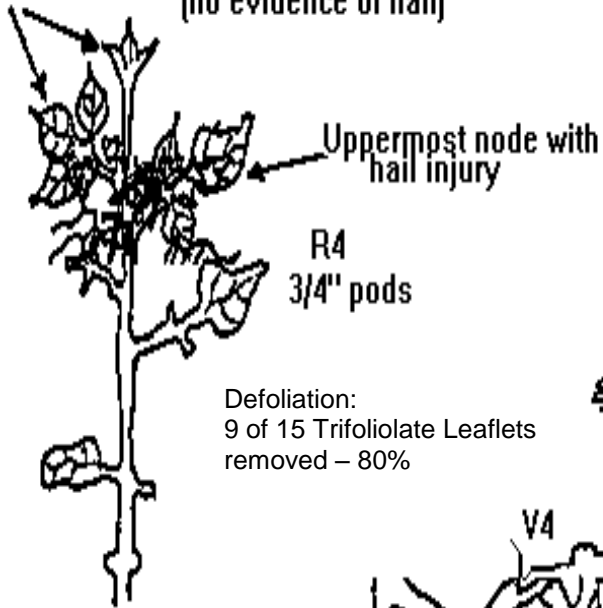 (no evidence of hail)
Uppermost node with
hail injury
R4
3/4" pods
Defoliation:
9 of 15 Trifoliolate Leaflets
removed – 80%
V4